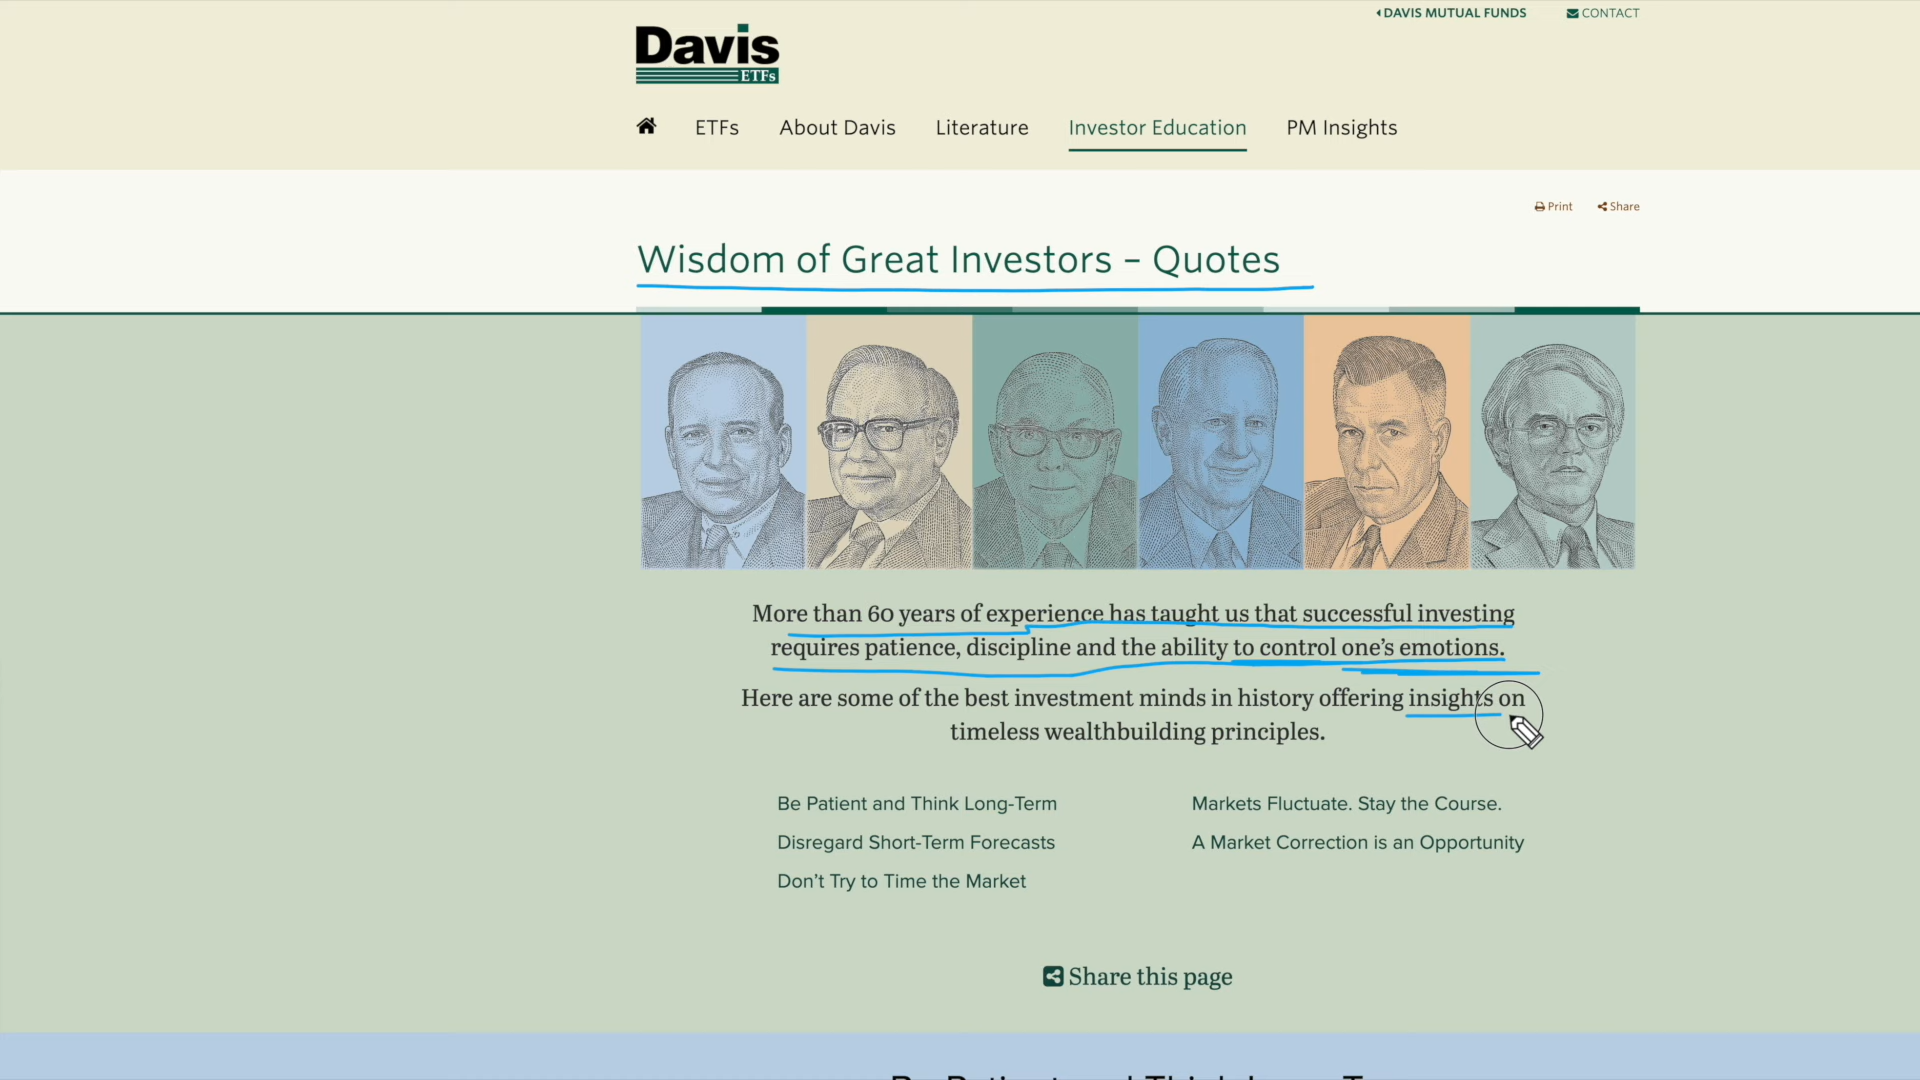 DAVIS MUTUAL FUNDS CONTACT
Davis
ETFs
ETFs About Davis Literature Investor Education PM Insights
Print Share
Wisdom of Great Investors – Quotes
More than 60 years of experience has taught us that successful investing
requires patience, discipline and the ability to control one's emotions.
Here are some of the best investment minds in history offering insights on
timeless wealthbuilding principles.
Be Patient and Think Long-Term
Markets Fluctuate. Stay the Course.
Disregard Short-Term Forecasts
A Market Correction is an Opportunity
Don't Try to Time the Market
Share this page